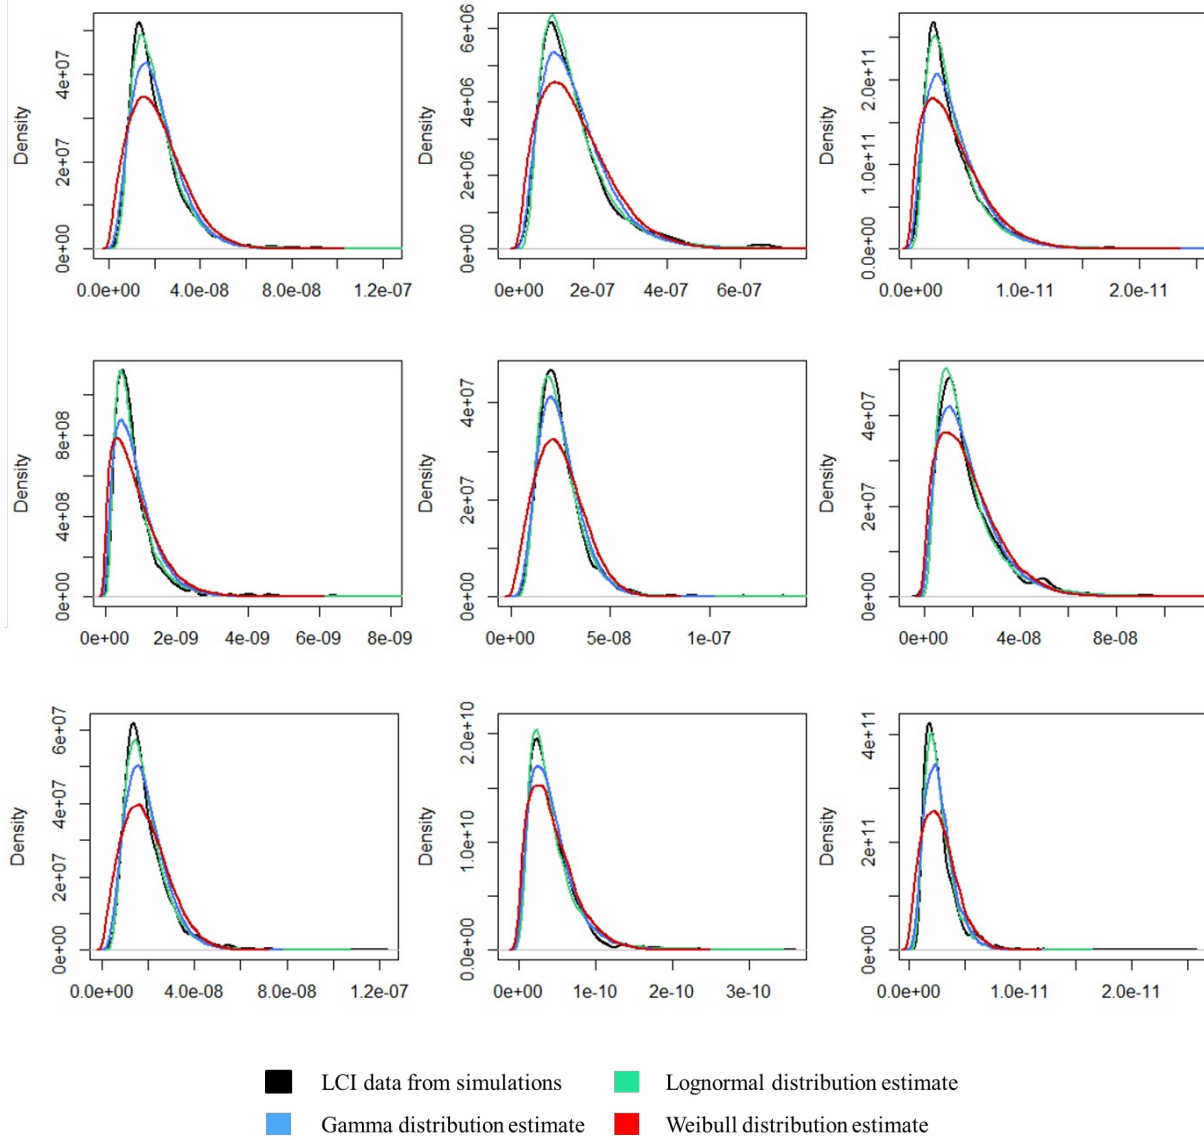 Density
0e+00 2e+07 4e+07
0.0e+00 4.0e-08 8.0e-08 1.2e-07
Density
0e+00 2e+06 4e+06 6e+06
0e+00 2e-07 4e-07 6e-07
Density
0.0e+00 1.0e+11 2.0e+11
0.0e+00 1.0e-11 2.0e-11
Density
0e+00 4e+08 8e+08
0e+00 2e-09 4e-09 6e-09 8e-09
Density
0e+00 2e+07 4e+07
0e+00 5e-08 1e-07
Density
0e+00 2e+07 4e+07
0e+00 4e-08 8e-08
Density
0e+00 2e+07 4e+07 6e+07
0.0e+00 4.0e-08 8.0e-08 1.2e-07
Density
0.0e+00 1.0e+10 2.0e+10
0e+00 1e-10 2e-10 3e-10
Density
0e+00 2e+11 4e+11
0.0e+00 1.0e-11 2.0e-11
LCI data from simulations
Lognormal distribution estimate
Gamma distribution estimate
Weibull distribution estimate